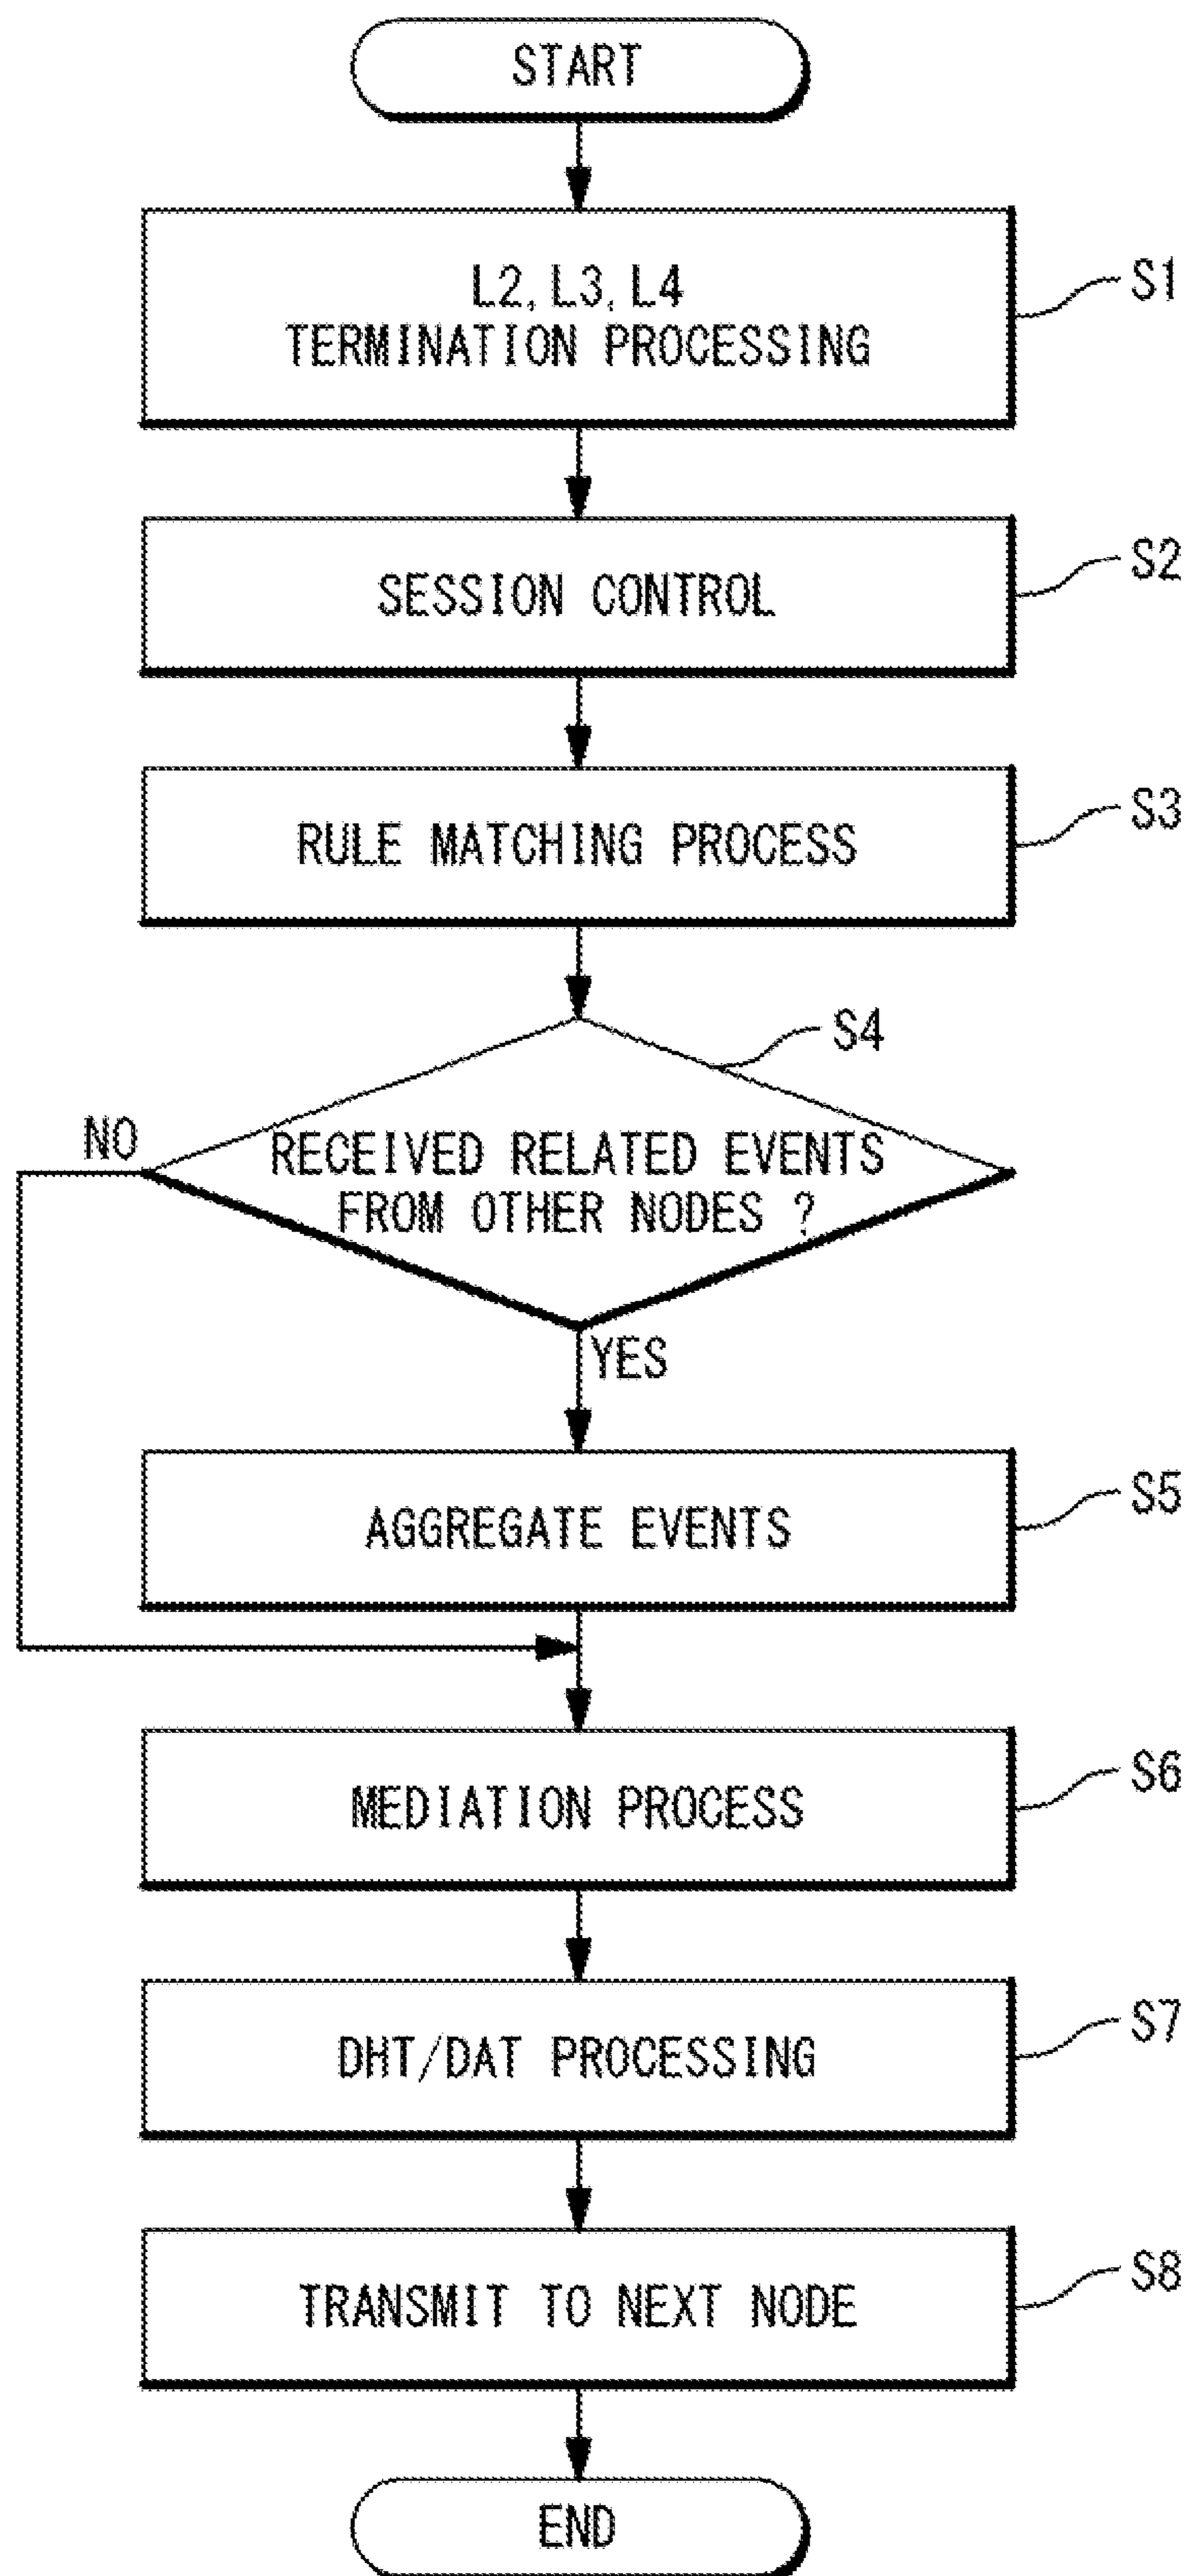 START
L2, L3, L4
TERMINATION PROCESSING
S1
SESSION CONTROL
S2
RULE MATCHING PROCESS
S3
S4
NO
RECEIVED RELATED EVENTS
FROM OTHER NODES ?
YES
AGGREGATE EVENTS
S5
MEDIATION PROCESS
S6
DHT/DAT PROCESSING
S7
TRANSMIT TO NEXT NODE
S8
END